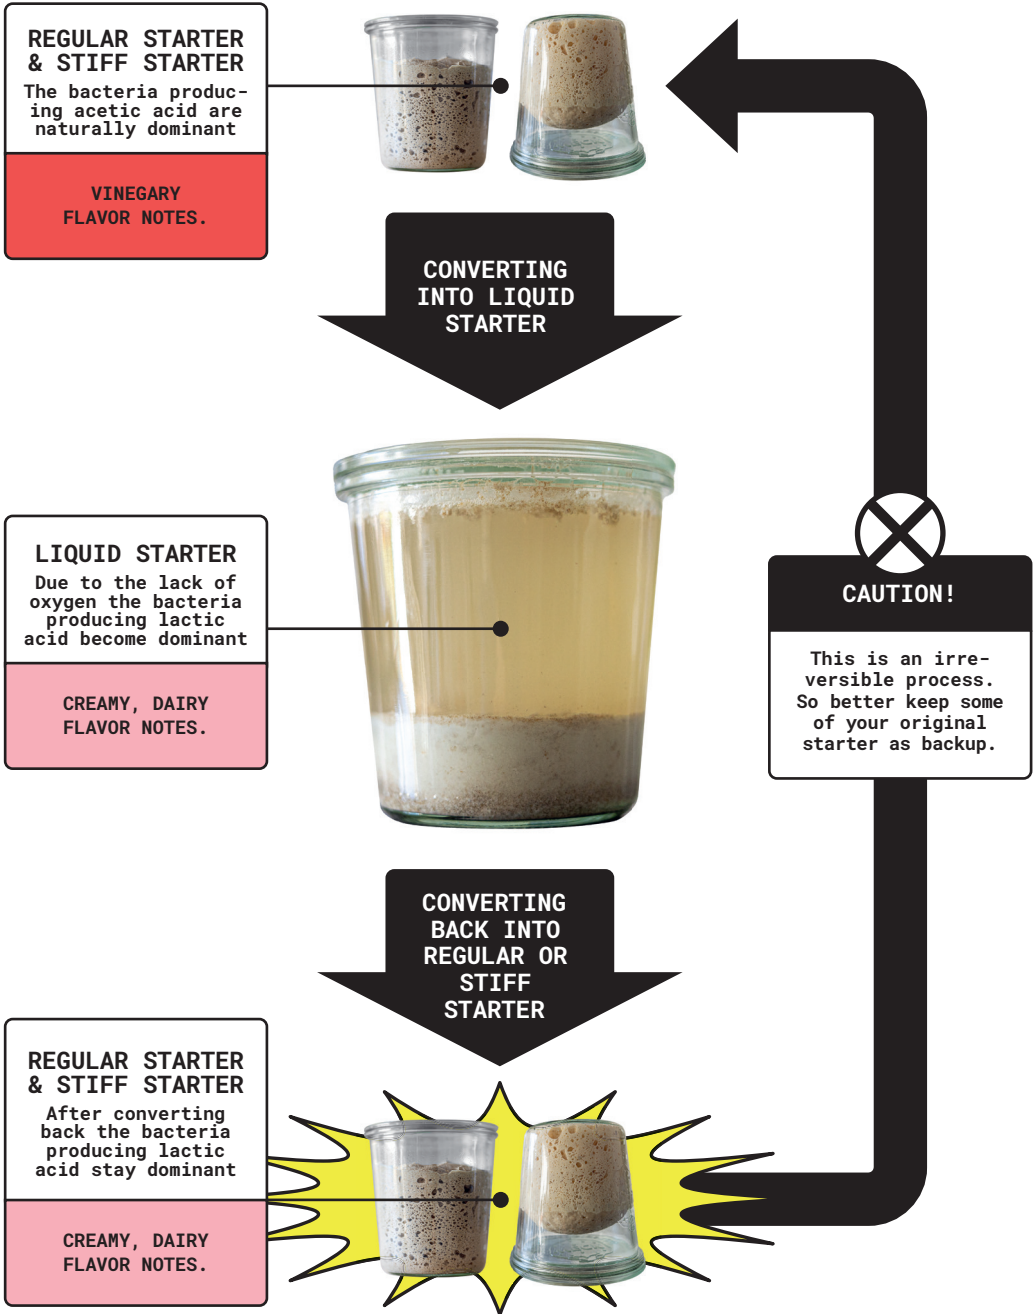 REGULAR STARTER
& STIFF STARTER
The bacteria produc-
ing acetic acid are
naturally dominant
VINEGARY
FLAVOR NOTES.
CONVERTING
INTO LIQUID
STARTER
LIQUID STARTER
Due to the lack of
oxygen the bacteria
producing lactic
acid become dominant
CREAMY, DAIRY
FLAVOR NOTES.
CAUTION!
This is an irre-
versible process.
So better keep some
of your original
starter as backup.
CONVERTING
BACK INTO
REGULAR OR
STIFF
STARTER
REGULAR STARTER
& STIFF STARTER
After converting
back the bacteria
producing lactic
acid stay dominant
CREAMY, DAIRY
FLAVOR NOTES.